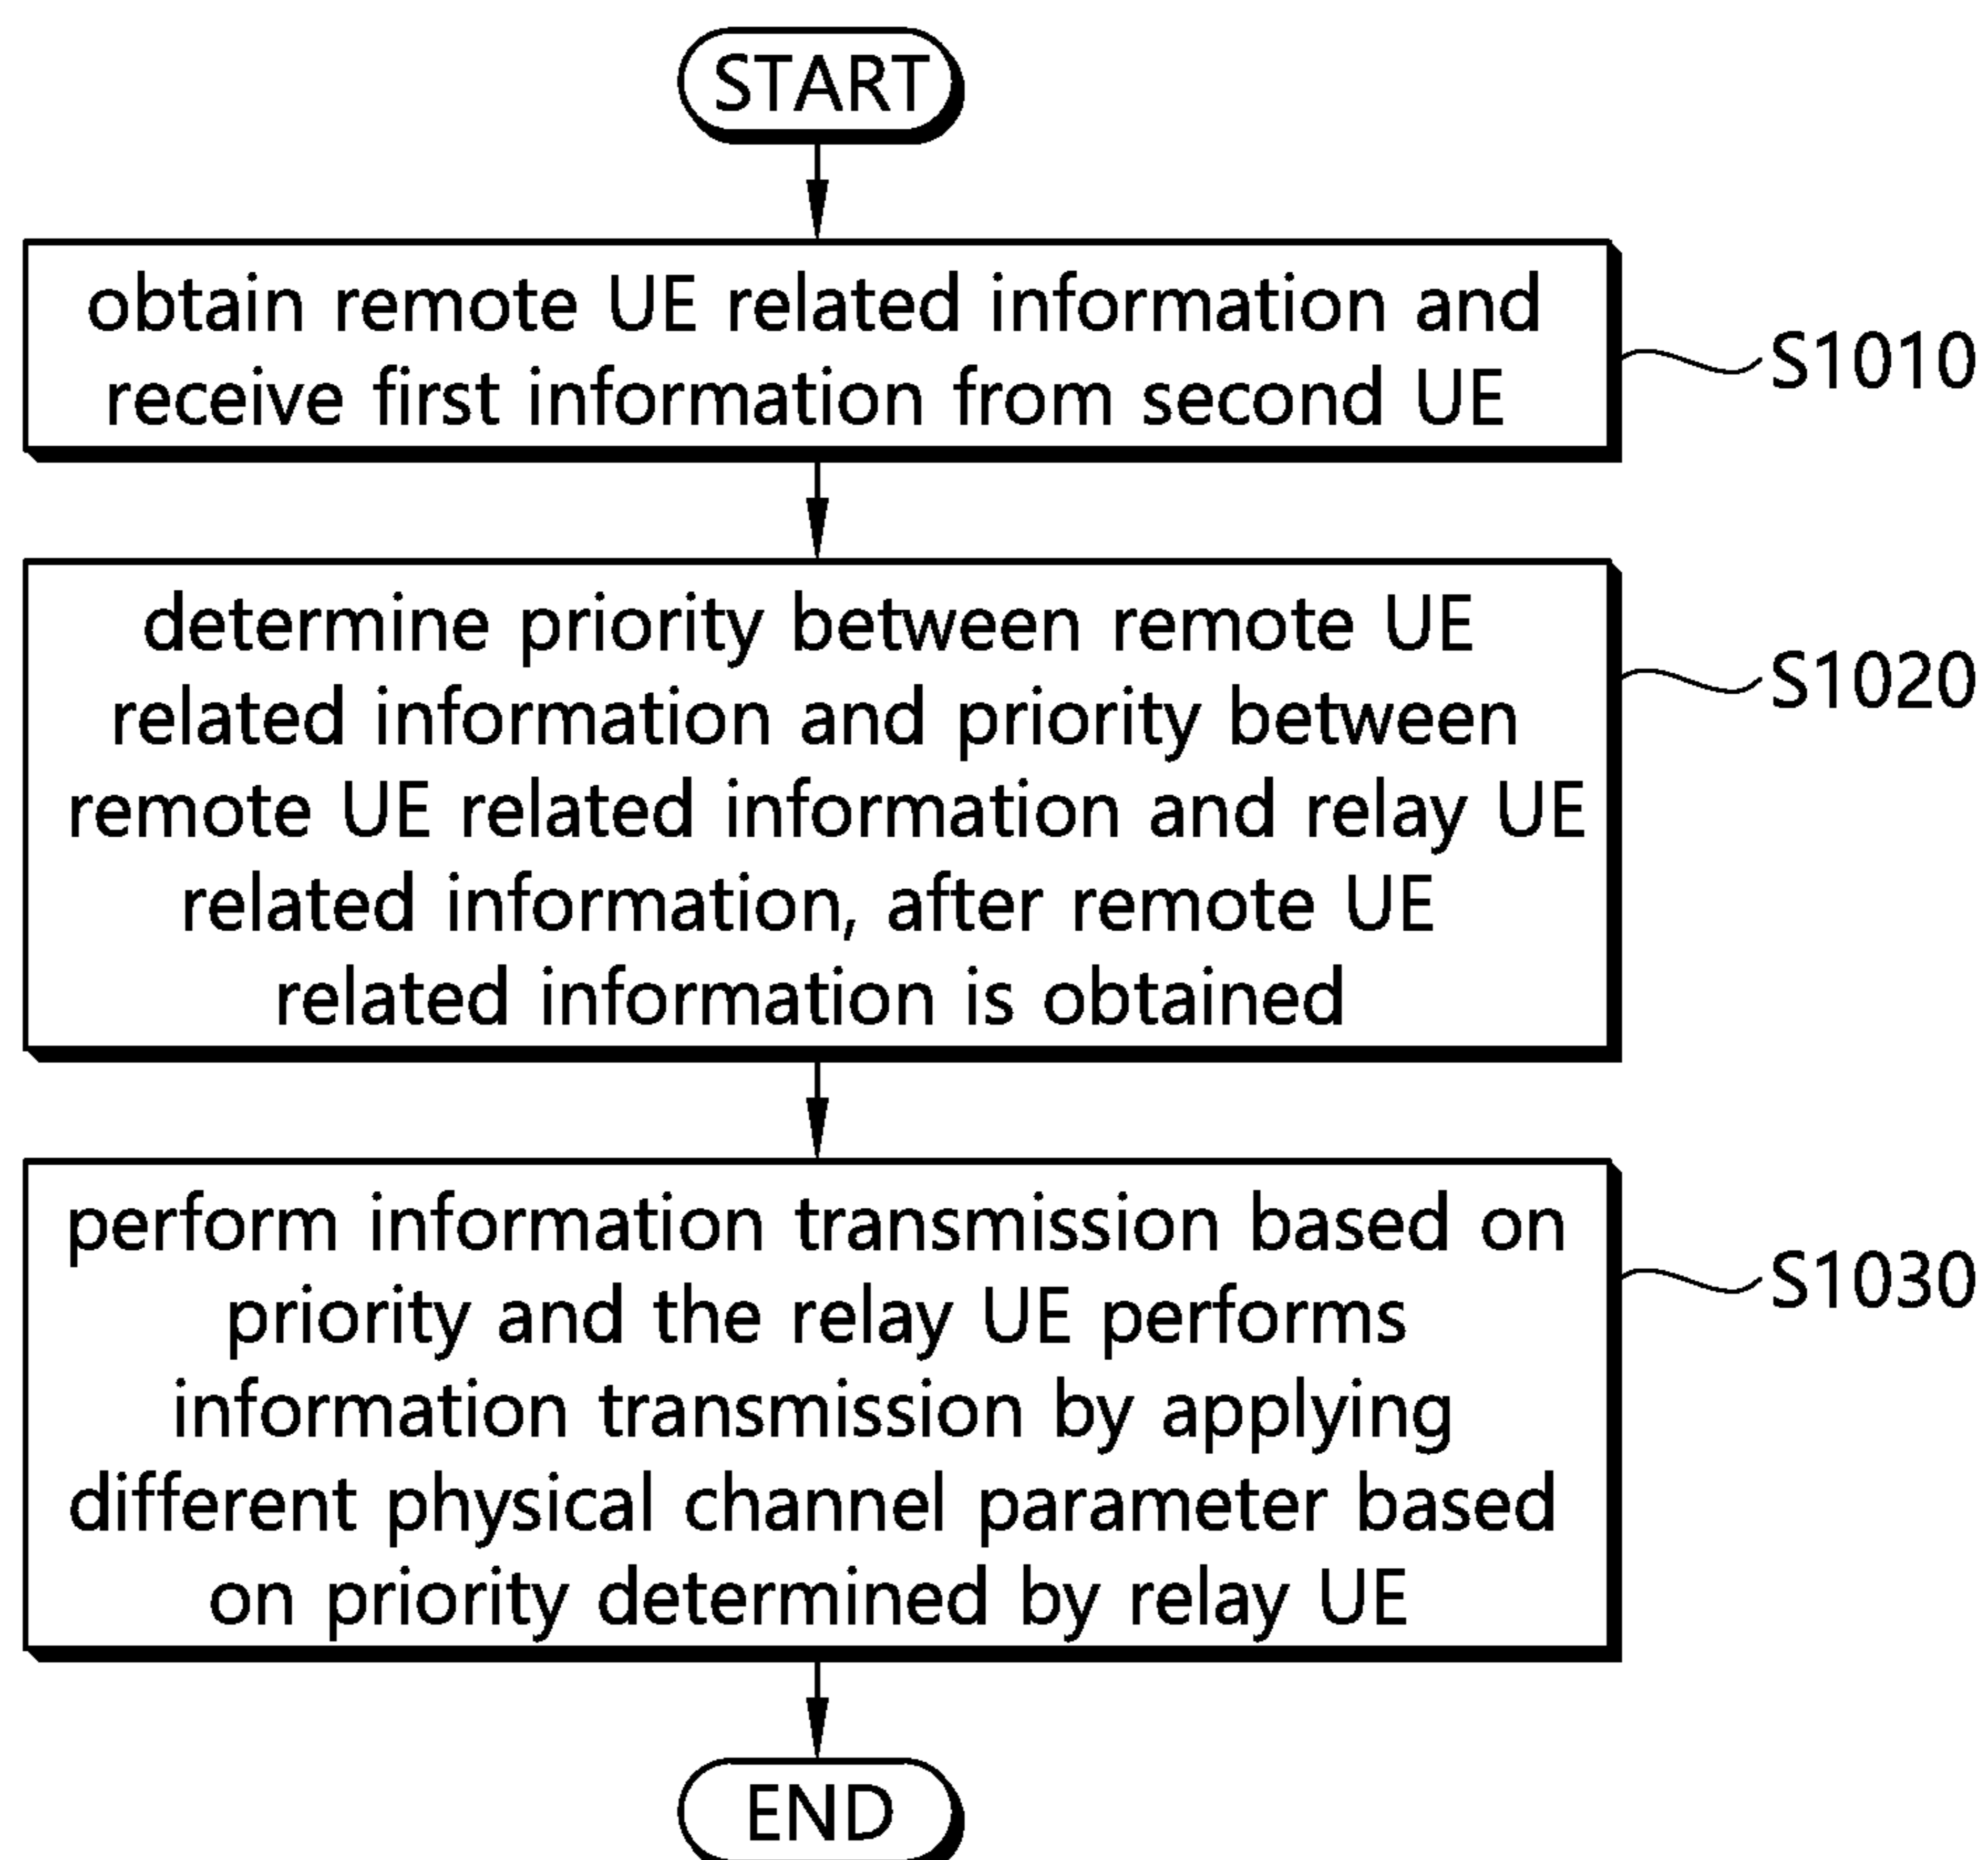 START
obtain remote UE related information and
receive first information from second UE
S1010
determine priority between remote UE
related information and priority between
remote UE related information and relay UE
related information, after remote UE
related information is obtained
S1020
perform information transmission based on
priority and the relay UE performs
information transmission by applying
different physical channel parameter based
on priority determined by relay UE
S1030
END